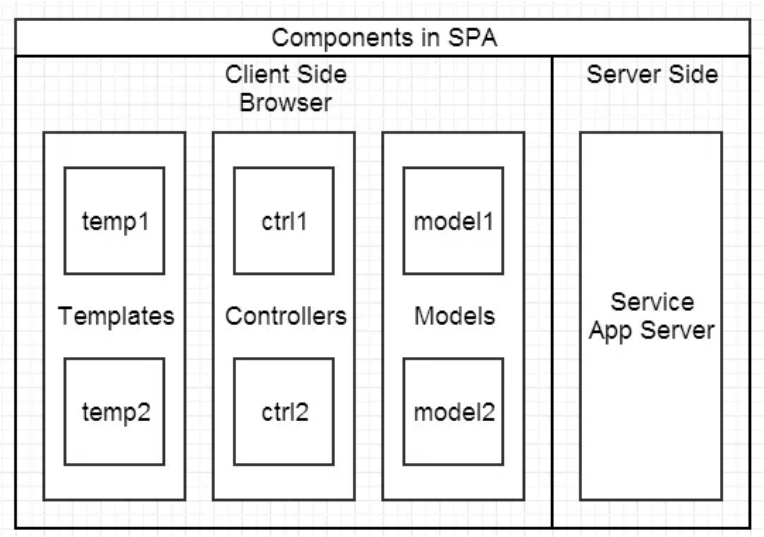 Components in SPA
Client Side
Browser
Server Side
temp1
Templates
temp2
ctrl1
Controllers
ctrl2
model1
Models
model2
Service
App Server